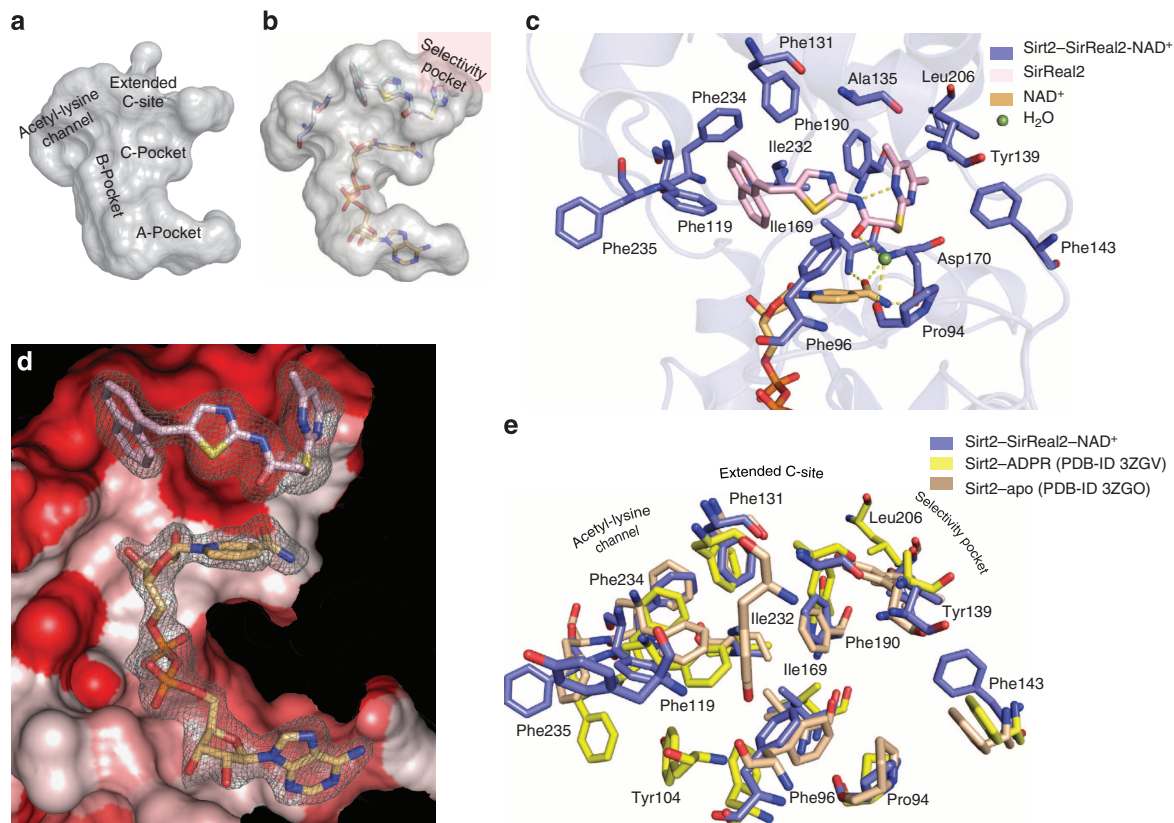 a
Extended
C-site
Acetyl-lysine
channel
C-Pocket
B-Pocket
A-Pocket
b
Selectivity
pocket
c
Phe131
Sirt2–SirReal2-NAD⁺
SirReal2
NAD⁺
H₂O
Ala135
Leu206
Phe234
Phe190
Ile232
Tyr139
Phe235
Phe119
Ile169
Asp170
Phe143
Phe96
Pro94
d
e
Sirt2–SirReal2–NAD⁺
Sirt2–ADPR (PDB-ID 3ZGV)
Sirt2–apo (PDB-ID 3ZGO)
Extended C-site
Phe131
Acetyl-lysine
channel
Leu206
Selectivity pocket
Phe234
Ile232
Tyr139
Phe190
Ile169
Phe143
Phe119
Phe235
Tyr104
Phe96
Pro94